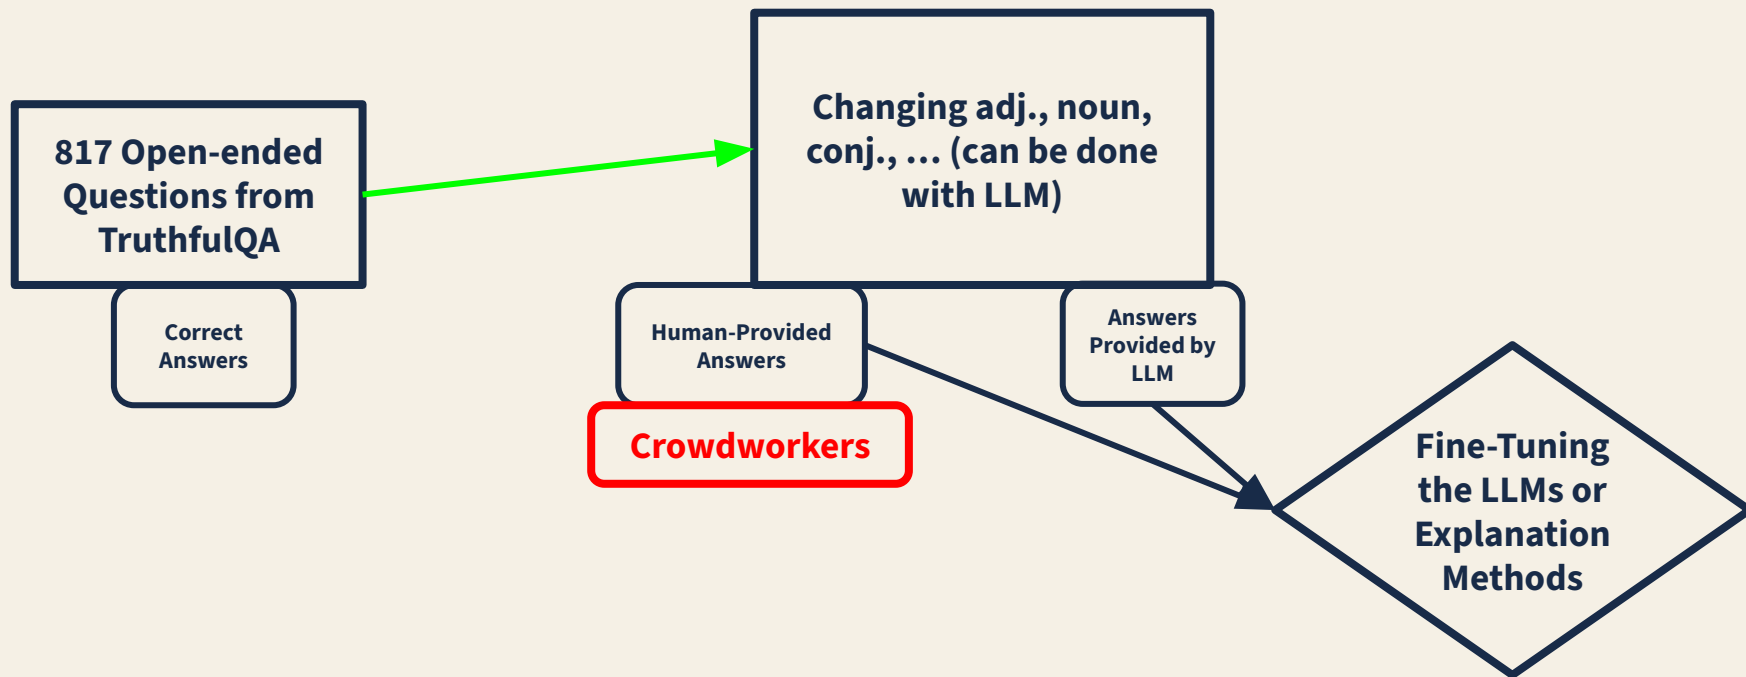 817 Open-ended
Questions from
TruthfulQA
Correct
Answers
Changing adj., noun,
conj., ... (can be done
with LLM)
Human-Provided
Answers
Crowdworkers
Answers
Provided by
LLM
Fine-Tuning
the LLMs or
Explanation
Methods